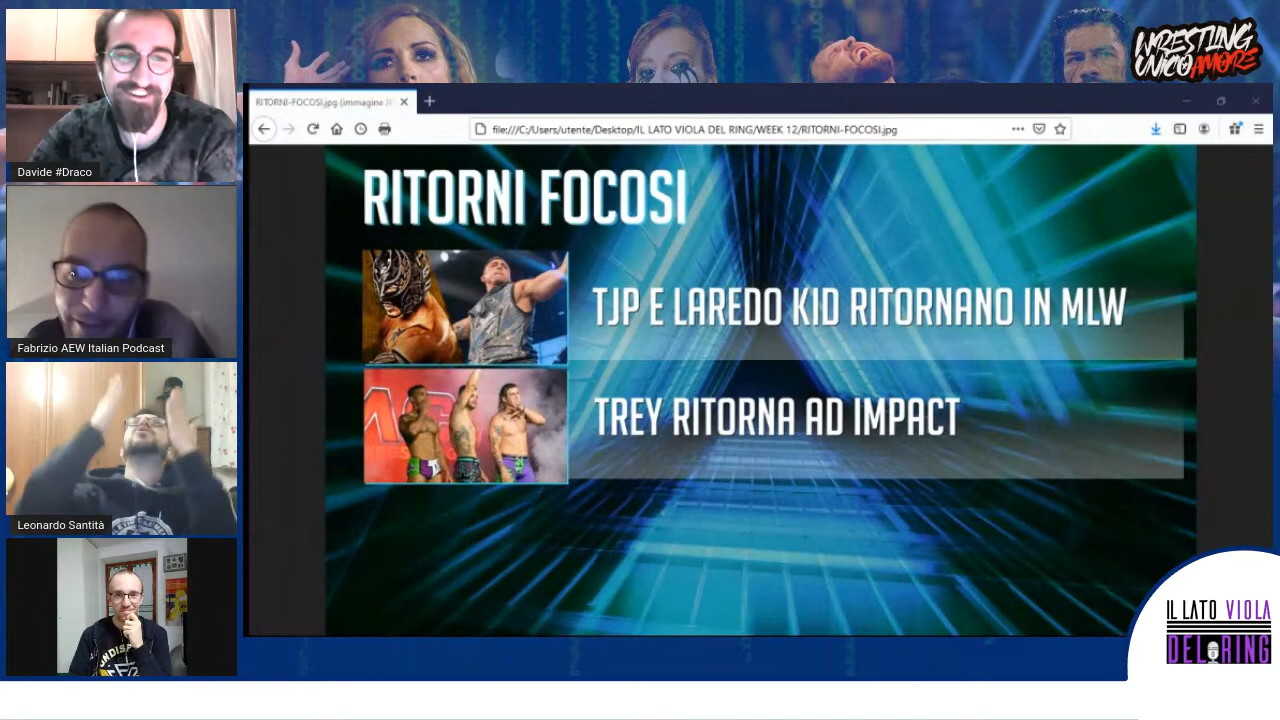 WRESTLING
UNICO AMORE
RITORNI-FOCOSI.jpg (immagine J
file:///C:/Users/utente/Desktop/IL LATO VIOLA DEL RING/WEEK 12/RITORNI-FOCOSI.jpg
Davide #Draco
RITORNI FOCOSI
TJP E LAREDO KID RITORNANO IN MLW
Fabrizio AEW Italian Podcast
TREY RITORNA AD IMPACT
Leonardo Santità
IL LATO VIOLA
DEL RING